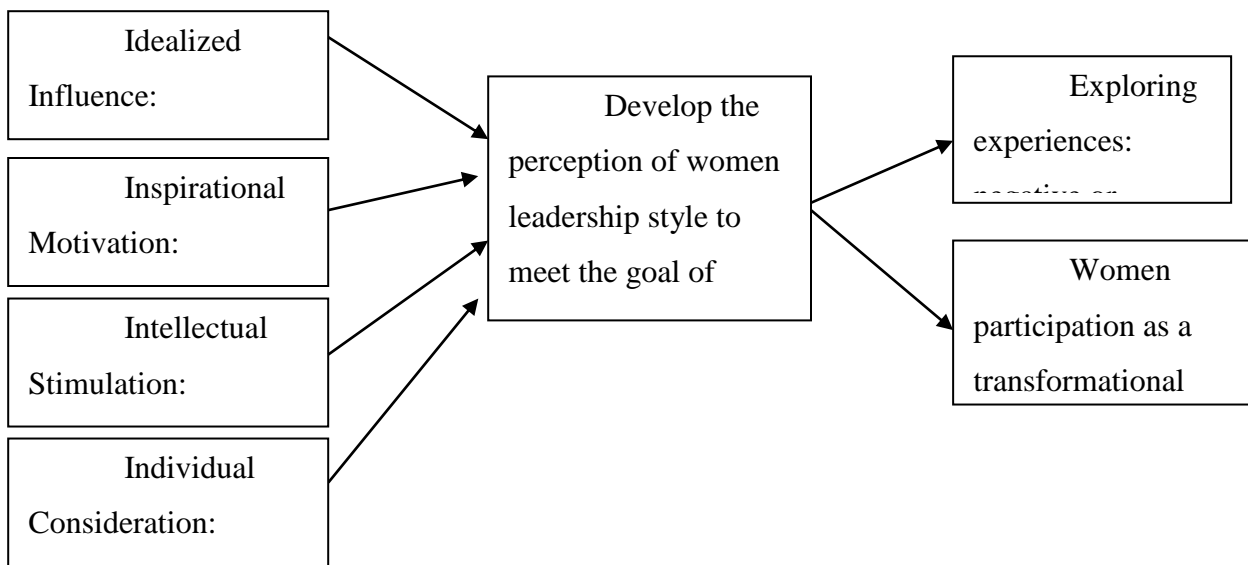 Idealized
Influence:
Inspirational
Motivation:
Intellectual
Stimulation:
Individual
Consideration:
Develop the
perception of women
leadership style to
meet the goal of
Exploring
experiences:
Women
participation as a
transformational